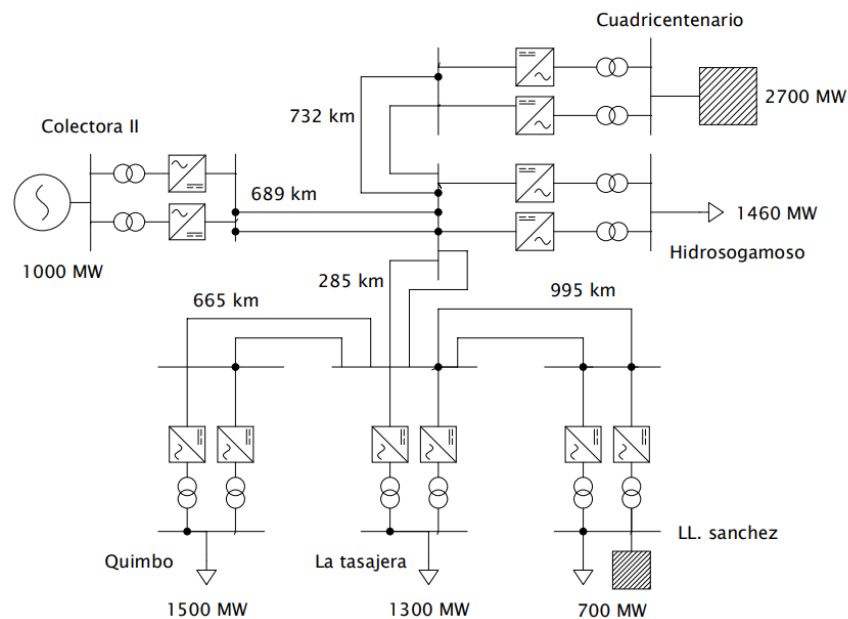 Cuadricentenario
2700 MW
732 km
Colectora II
689 km
1460 MW
Hidrosogamoso
1000 MW
285 km
665 km
995 km
Quimbo
La tasajera
LL. sanchez
1500 MW
1300 MW
700 MW